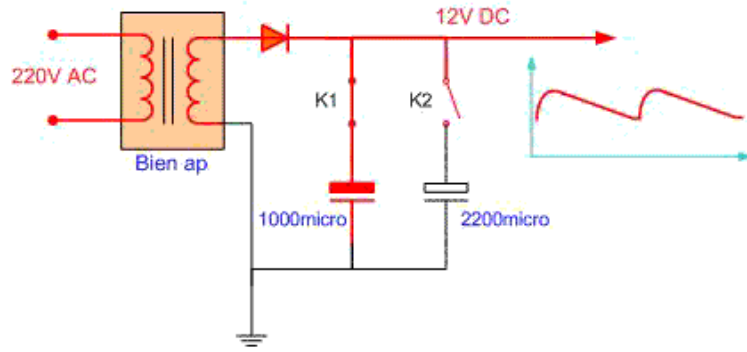 12V DC
220V AC
K1
K2
Bien ap
1000micro
2200micro